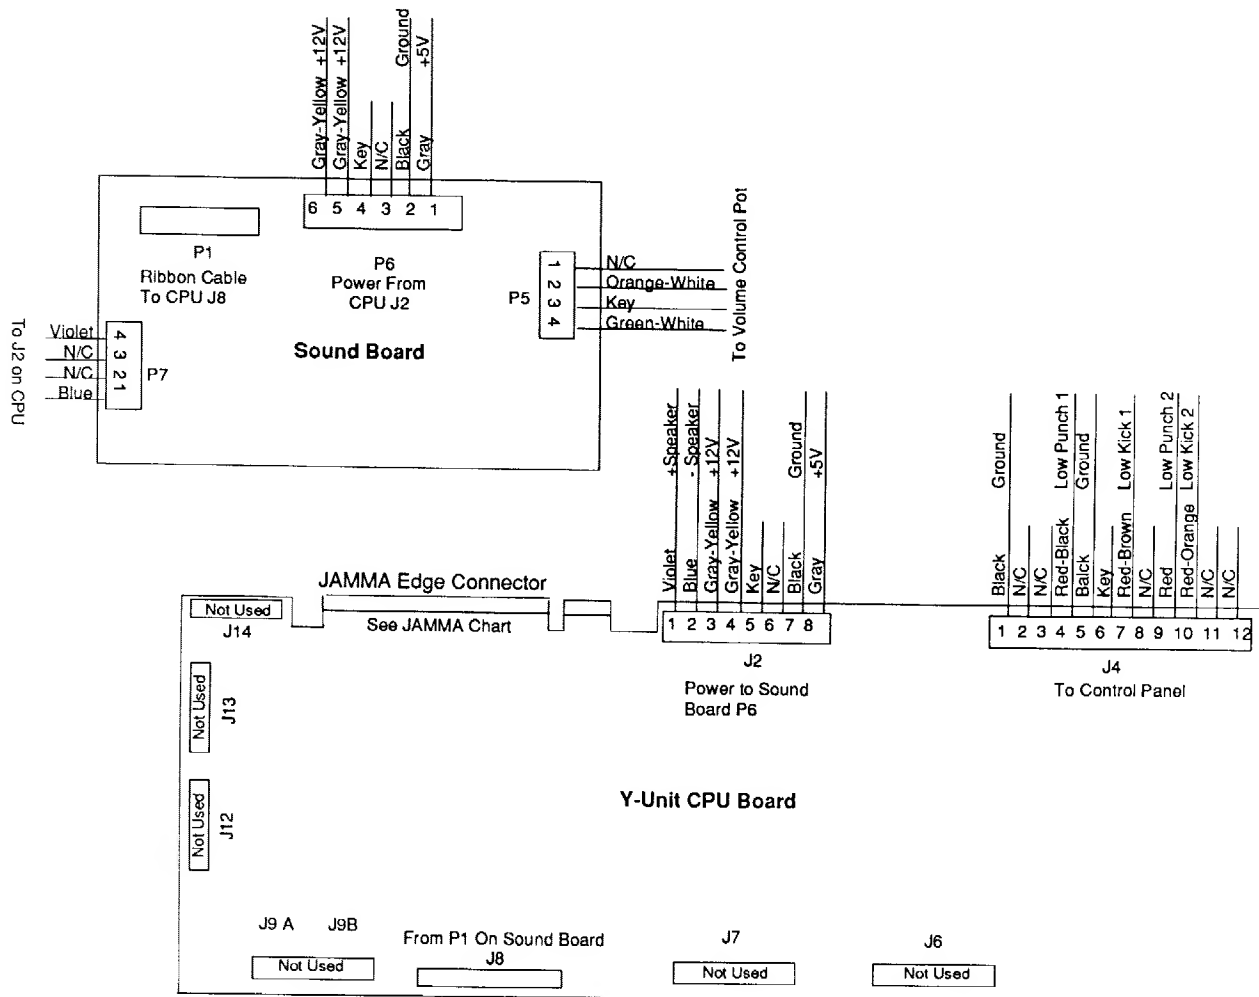 Gray-Yellow +12V
Gray-Yellow +12V
Key
N/C
Black Ground
Gray +5V
6 5 4 3 2 1
P1
Ribbon Cable
To CPU J8
P6
Power From
CPU J2
P5
1 N/C
2 Orange-White
3 Key
4 Green-White
To Volume Control Pot
Sound Board
To J2 on CPU
Violet 4
N/C 3
N/C 2
Blue 1
P7
Violet +Speaker
Blue - Speaker
Gray-Yellow +12V
Gray-Yellow +12V
Key
N/C
Black Ground
Gray +5V
1 2 3 4 5 6 7 8
J2
Power to Sound
Board P6
Black Ground
N/C
N/C
Red-Black Low Punch 1
Balck Ground
Key
Red-Brown Low Kick 1
N/C
Red Low Punch 2
Red-Orange Low Kick 2
N/C
N/C
1 2 3 4 5 6 7 8 9 10 11 12
J4
To Control Panel
JAMMA Edge Connector
See JAMMA Chart
Not Used
J14
Not Used
J13
Not Used
J12
Y-Unit CPU Board
J9 A J9B
Not Used
From P1 On Sound Board
J8
J7
Not Used
J6
Not Used